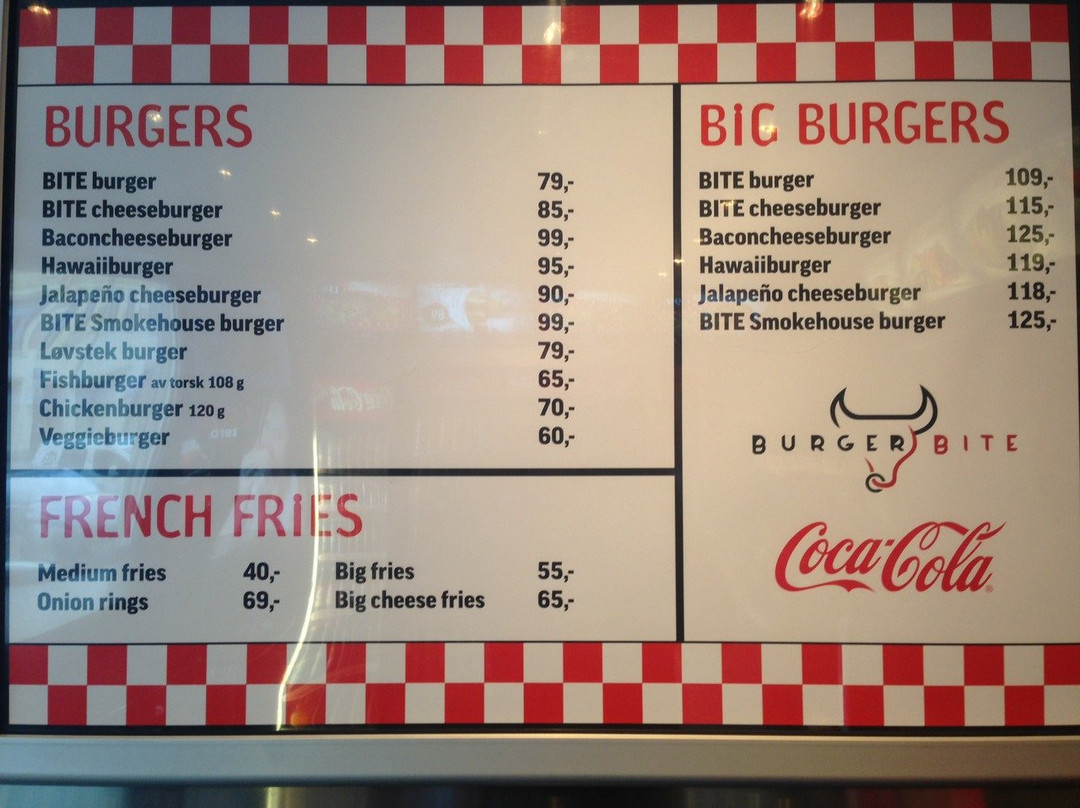 BURGERS
BITE burger 79,-
BITE cheeseburger 85,-
Baconcheeseburger 99,-
Hawaiiburger 95,-
Jalapeño cheeseburger 90,-
BITE Smokehouse burger 99,-
Løvstek burger 79,-
Fishburger av torsk 108 g 65,-
Chickenburger 120 g 70,-
Veggieburger 60,-
FRENCH FRiES
Medium fries 40,- Big fries 55,-
Onion rings 69,- Big cheese fries 65,-
BiG BURGERS
BITE burger 109,-
BITE cheeseburger 115,-
Baconcheeseburger 125,-
Hawaiiburger 119,-
Jalapeño cheeseburger 118,-
BITE Smokehouse burger 125,-
BURGER BITE
Coca-Cola®